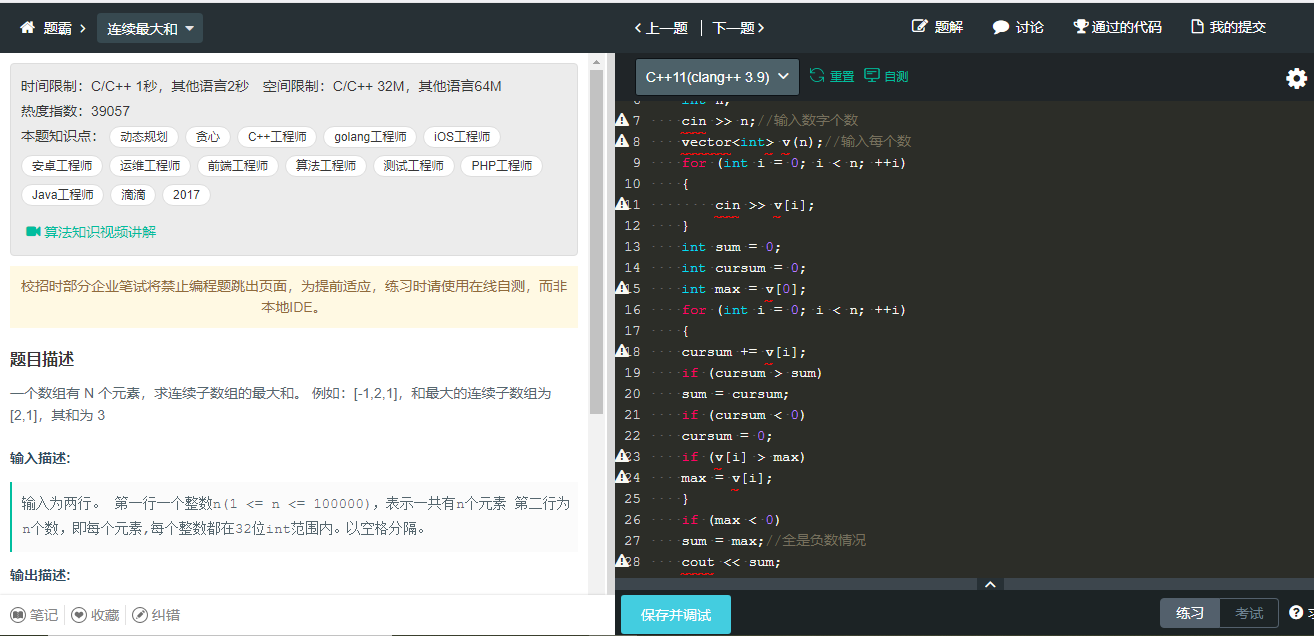 题霸 > 连续最大和
上一题 | 下一题
题解 讨论 通过的代码 我的提交
时间限制：C/C++ 1秒，其他语言2秒 空间限制：C/C++ 32M，其他语言64M
热度指数：39057
本题知识点： 动态规划 贪心 C++工程师 golang工程师 iOS工程师
安卓工程师 运维工程师 前端工程师 算法工程师 测试工程师 PHP工程师
Java工程师 滴滴 2017
算法知识视频讲解
校招时部分企业笔试将禁止编程题跳出页面，为提前适应，练习时请使用在线自测，而非
本地IDE。
题目描述
一个数组有 N 个元素，求连续子数组的最大和。 例如：[-1,2,1]，和最大的连续子数组为
[2,1]，其和为 3
输入描述:
输入为两行。 第一行一个整数n(1 <= n <= 100000)，表示一共有n个元素 第二行为
n个数，即每个元素,每个整数都在32位int范围内。以空格分隔。
输出描述:
笔记 收藏 纠错
C++11(clang++ 3.9) 重置 自测
6 int n;
7 cin >> n;//输入数字个数
8 vector<int> v(n);//输入每个数
9 for (int i = 0; i < n; ++i)
10 {
11 cin >> v[i];
12 }
13 int sum = 0;
14 int cursum = 0;
15 int max = v[0];
16 for (int i = 0; i < n; ++i)
17 {
18 cursum += v[i];
19 if (cursum > sum)
20 sum = cursum;
21 if (cursum < 0)
22 cursum = 0;
23 if (v[i] > max)
24 max = v[i];
25 }
26 if (max < 0)
27 sum = max;//全是负数情况
28 cout << sum;
保存并调试
练习 考试